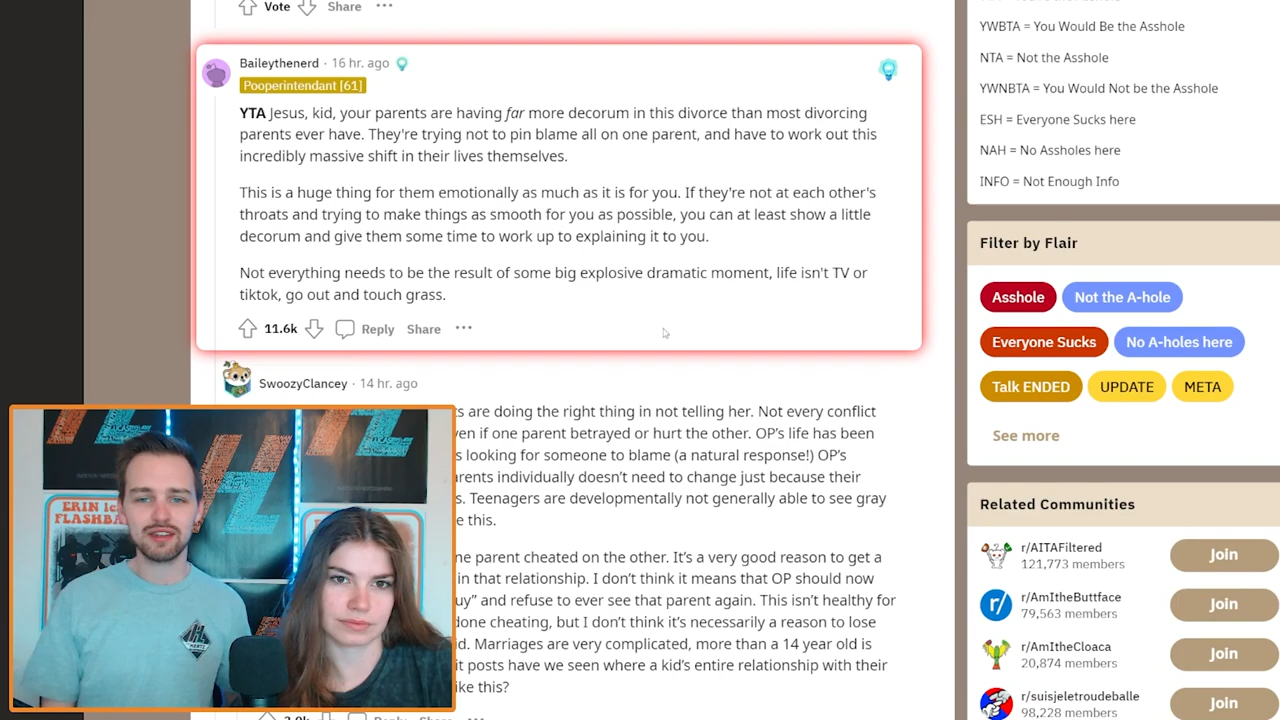 Vote Share
YWBTA = You Would Be the Asshole
NTA = Not the Asshole
YWNBTA = You Would Not be the Asshole
ESH = Everyone Sucks here
NAH = No Assholes here
INFO = Not Enough Info
Baileythenerd · 16 hr. ago
Pooperintendant [61]
YTA Jesus, kid, your parents are having far more decorum in this divorce than most divorcing
parents ever have. They're trying not to pin blame all on one parent, and have to work out this
incredibly massive shift in their lives themselves.
This is a huge thing for them emotionally as much as it is for you. If they're not at each other's
throats and trying to make things as smooth for you as possible, you can at least show a little
decorum and give them some time to work up to explaining it to you.
Not everything needs to be the result of some big explosive dramatic moment, life isn't TV or
tiktok, go out and touch grass.
11.6k Reply Share
SwoozyClancey · 14 hr. ago
ts are doing the right thing in not telling her. Not every conflict
ven if one parent betrayed or hurt the other. OP's life has been
s looking for someone to blame (a natural response!) OP's
arents individually doesn't need to change just because their
s. Teenagers are developmentally not generally able to see gray
e this.
ne parent cheated on the other. It's a very good reason to get a
in that relationship. I don't think it means that OP should now
uy" and refuse to ever see that parent again. This isn't healthy for
done cheating, but I don't think it's necessarily a reason to lose
id. Marriages are very complicated, more than a 14 year old is
it posts have we seen where a kid's entire relationship with their
ike this?
Reply Share
Filter by Flair
Asshole Not the A-hole
Everyone Sucks No A-holes here
Talk ENDED UPDATE META
See more
Related Communities
r/AITAFiltered
121,773 members
Join
r/AmItheButtface
79,563 members
Join
r/AmItheCloaca
20,874 members
Join
r/suisjeletroudeballe
98,228 members
Join
ERIN
FLASHBA
HERTZ